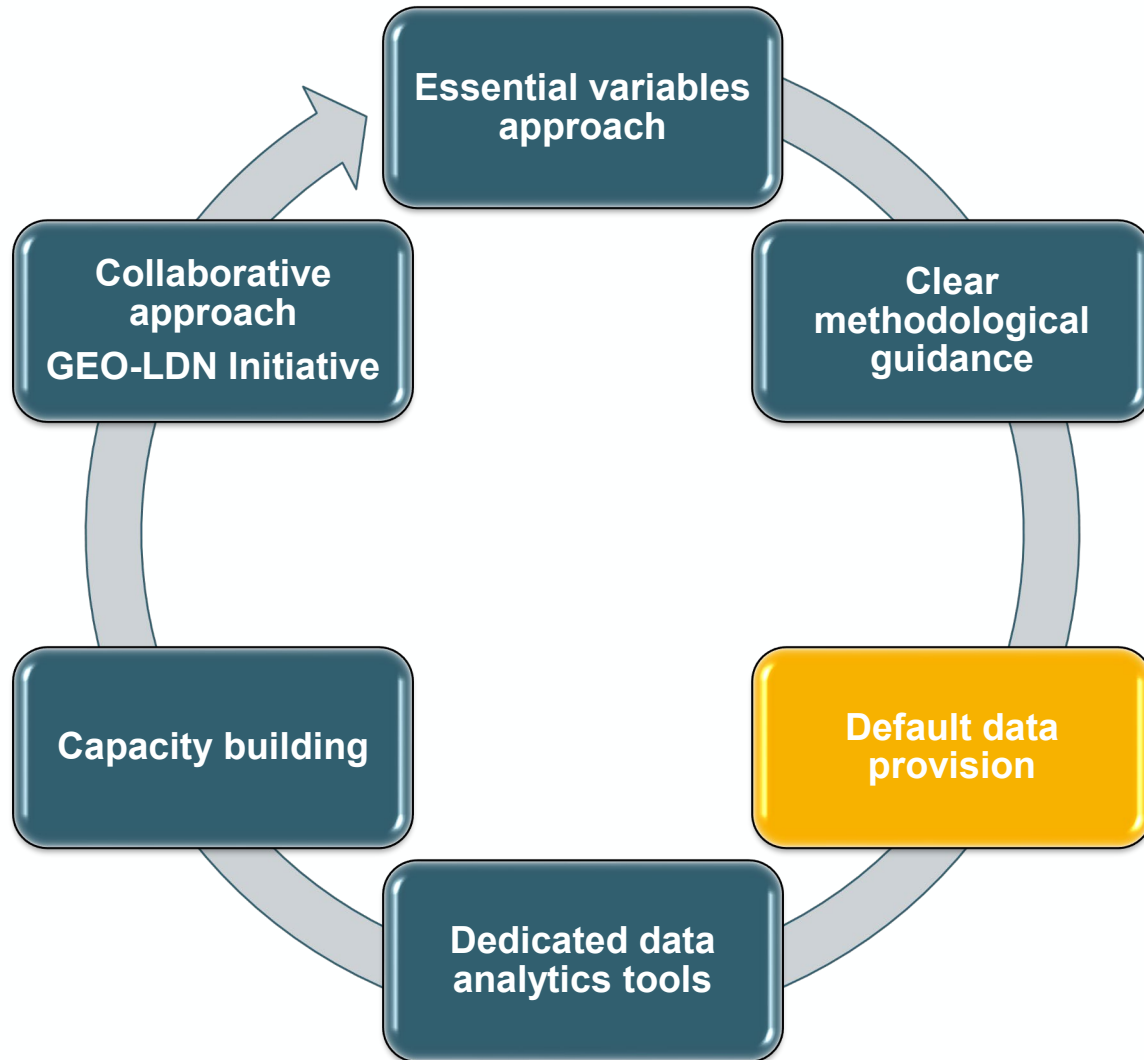 Essential variables
approach
Clear
methodological
guidance
Default data
provision
Dedicated data
analytics tools
Capacity building
Collaborative
approach
GEO-LDN Initiative